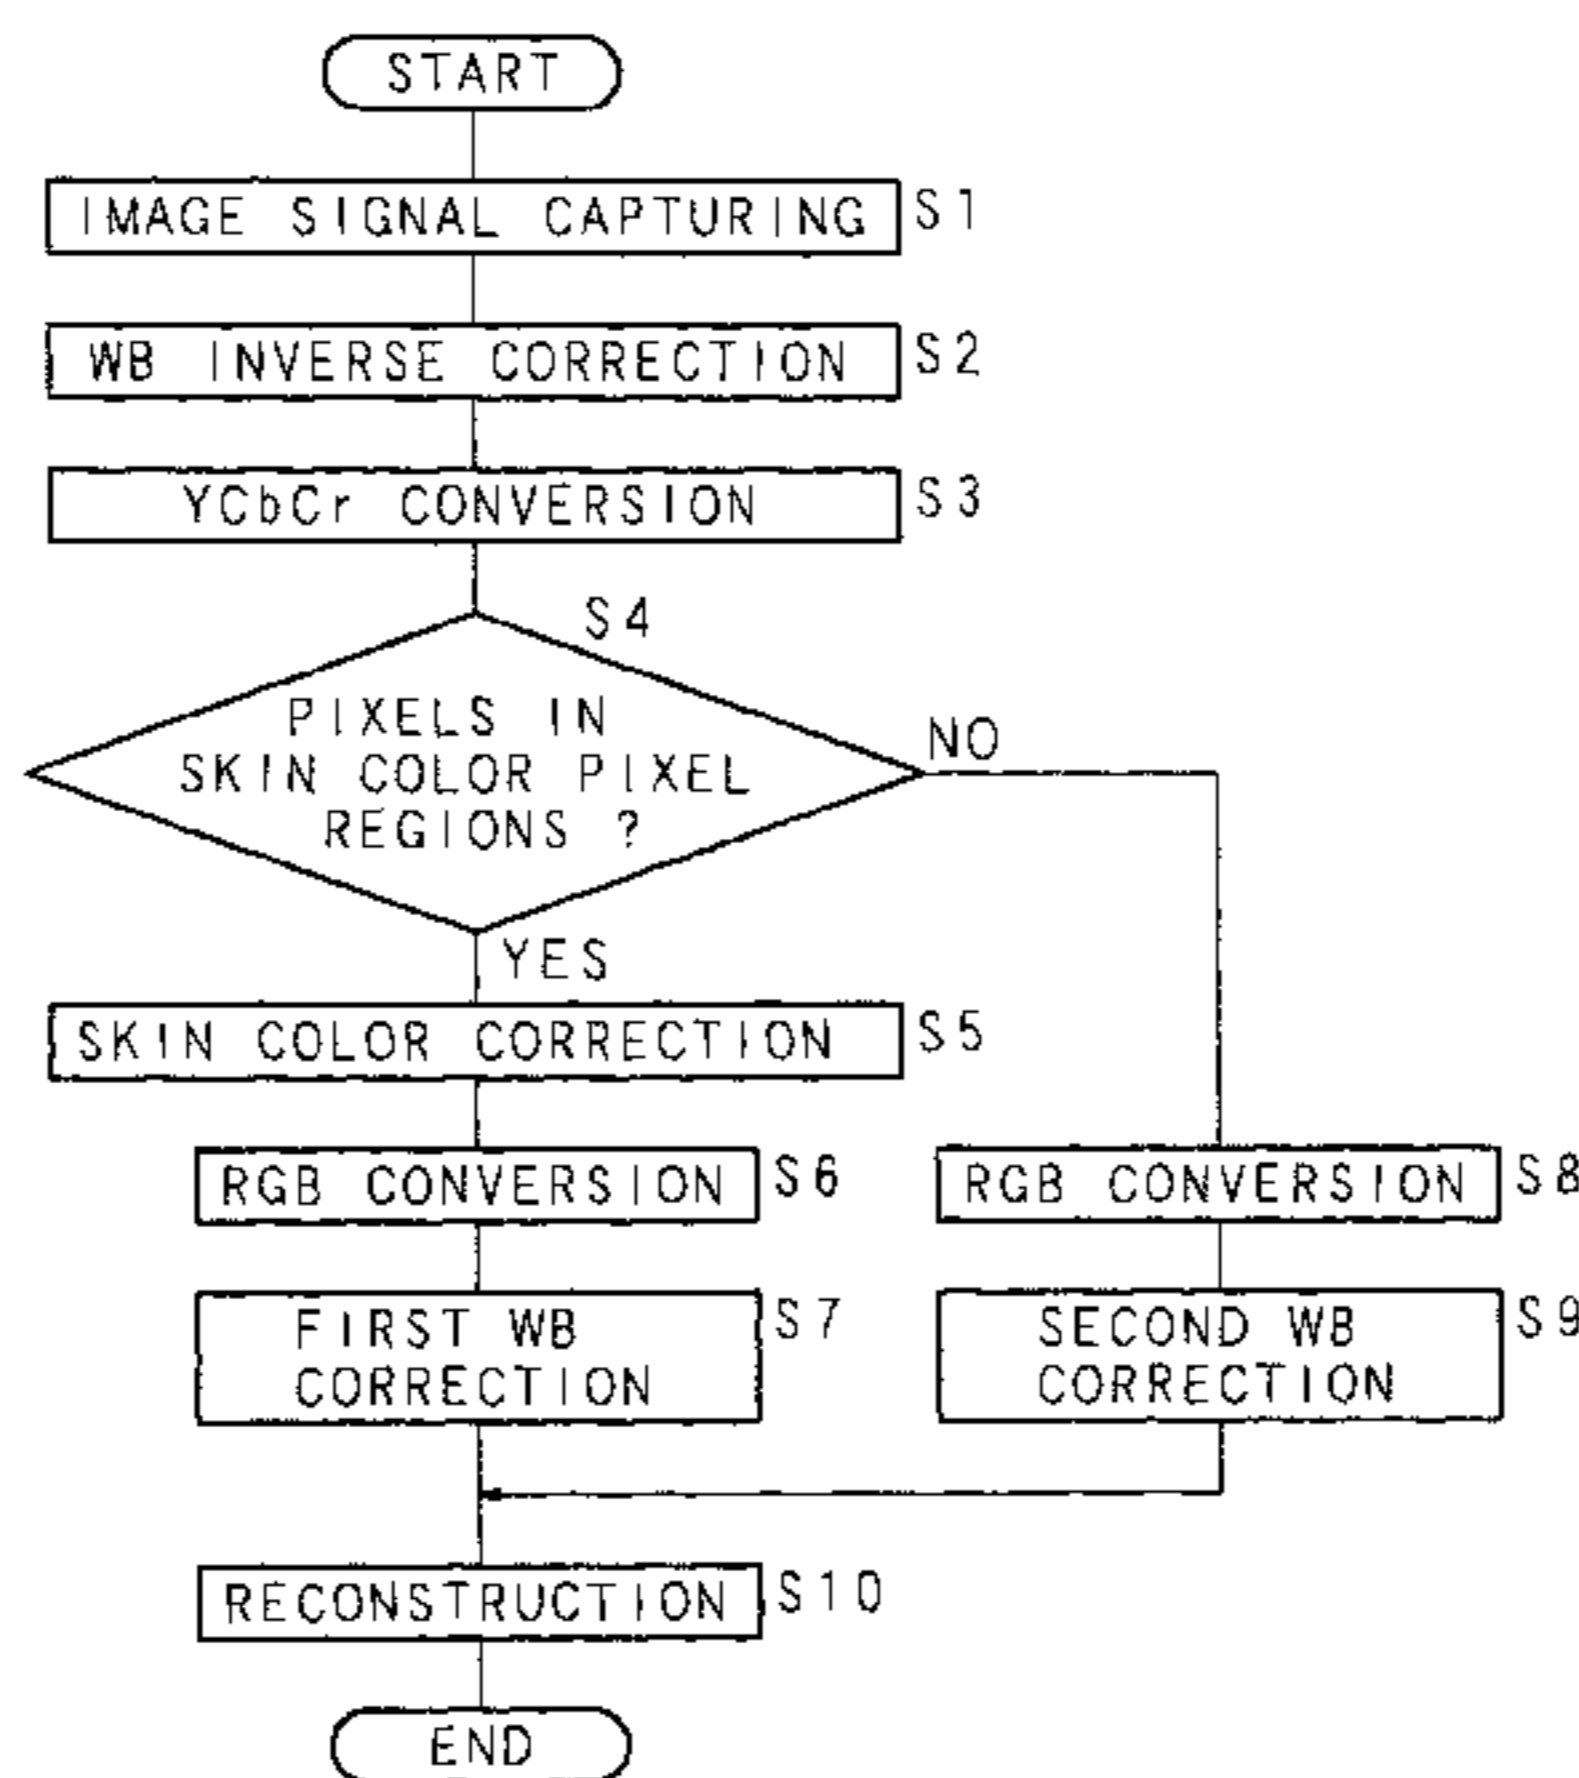 START
IMAGE SIGNAL CAPTURING S1
WB INVERSE CORRECTION S2
YCbCr CONVERSION S3
S4
PIXELS IN
SKIN COLOR PIXEL
REGIONS ?
NO
YES
SKIN COLOR CORRECTION S5
RGB CONVERSION S6
RGB CONVERSION S8
FIRST WB
CORRECTION
S7
SECOND WB
CORRECTION
S9
RECONSTRUCTION S10
END